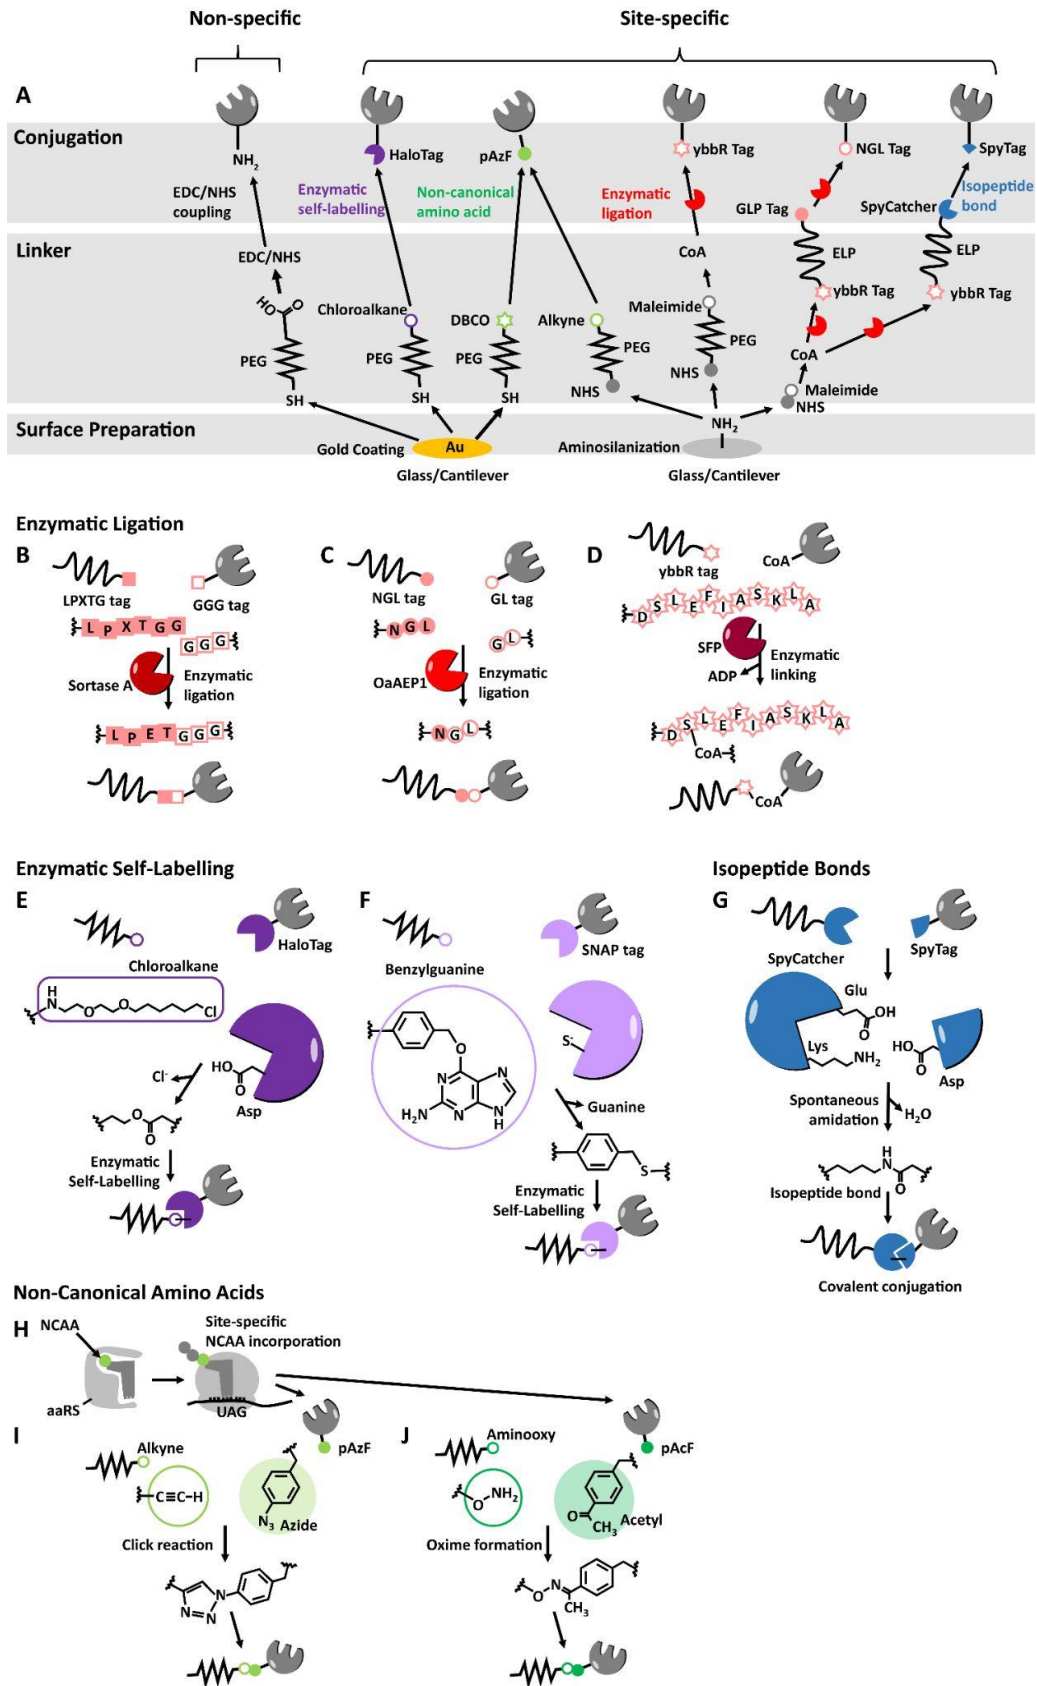 Non-specific
Site-specific
A
Conjugation
NH2
HaloTag
pAzF
ybbR Tag
NGL Tag
SpyTag
EDC/NHS
coupling
Enzymatic
self-labelling
Non-canonical
amino acid
Enzymatic
ligation
GLP Tag
SpyCatcher
Isopeptide
bond
Linker
EDC/NHS
CoA
ELP
ELP
HO
O
Chloroalkane
DBCO
Alkyne
Maleimide
ybbR Tag
ybbR Tag
PEG
PEG
PEG
PEG
PEG
NHS
CoA
SH
SH
SH
NHS
Maleimide
NHS
Surface Preparation
NH2
Gold Coating
Au
Aminosilanization
Glass/Cantilever
Glass/Cantilever
Enzymatic Ligation
B
LPXTG tag
GGG tag
L P X T G G
G G G
Sortase A
Enzymatic
ligation
L P E T G G G
C
NGL tag
GL tag
N G L
G L
OaAEP1
Enzymatic
ligation
N G L
D
ybbR tag
CoA
D S L E F I A S K L A
SFP
ADP
Enzymatic
linking
D S L E F I A S K L A
CoA
CoA
Enzymatic Self-Labelling
E
HaloTag
Chloroalkane
H
N
O
O
Cl
HO
O
Asp
Cl-
O
O
Enzymatic
Self-Labelling
F
SNAP tag
Benzylguanine
S-
O
N
N
H2N
N
N
H
Guanine
S
Enzymatic
Self-Labelling
Isopeptide Bonds
G
SpyCatcher
SpyTag
Glu
OH
O
Lys
NH2
HO
O
Asp
Spontaneous
amidation
H2O
H
N
O
Isopeptide bond
Covalent conjugation
Non-Canonical Amino Acids
H
NCAA
Site-specific
NCAA incorporation
aaRS
UAG
pAzF
pAcF
I
Alkyne
C≡C-H
N3
Azide
Click reaction
N
N
N
J
Aminooxy
O
NH2
O
CH3
Acetyl
Oxime formation
O
N
CH3